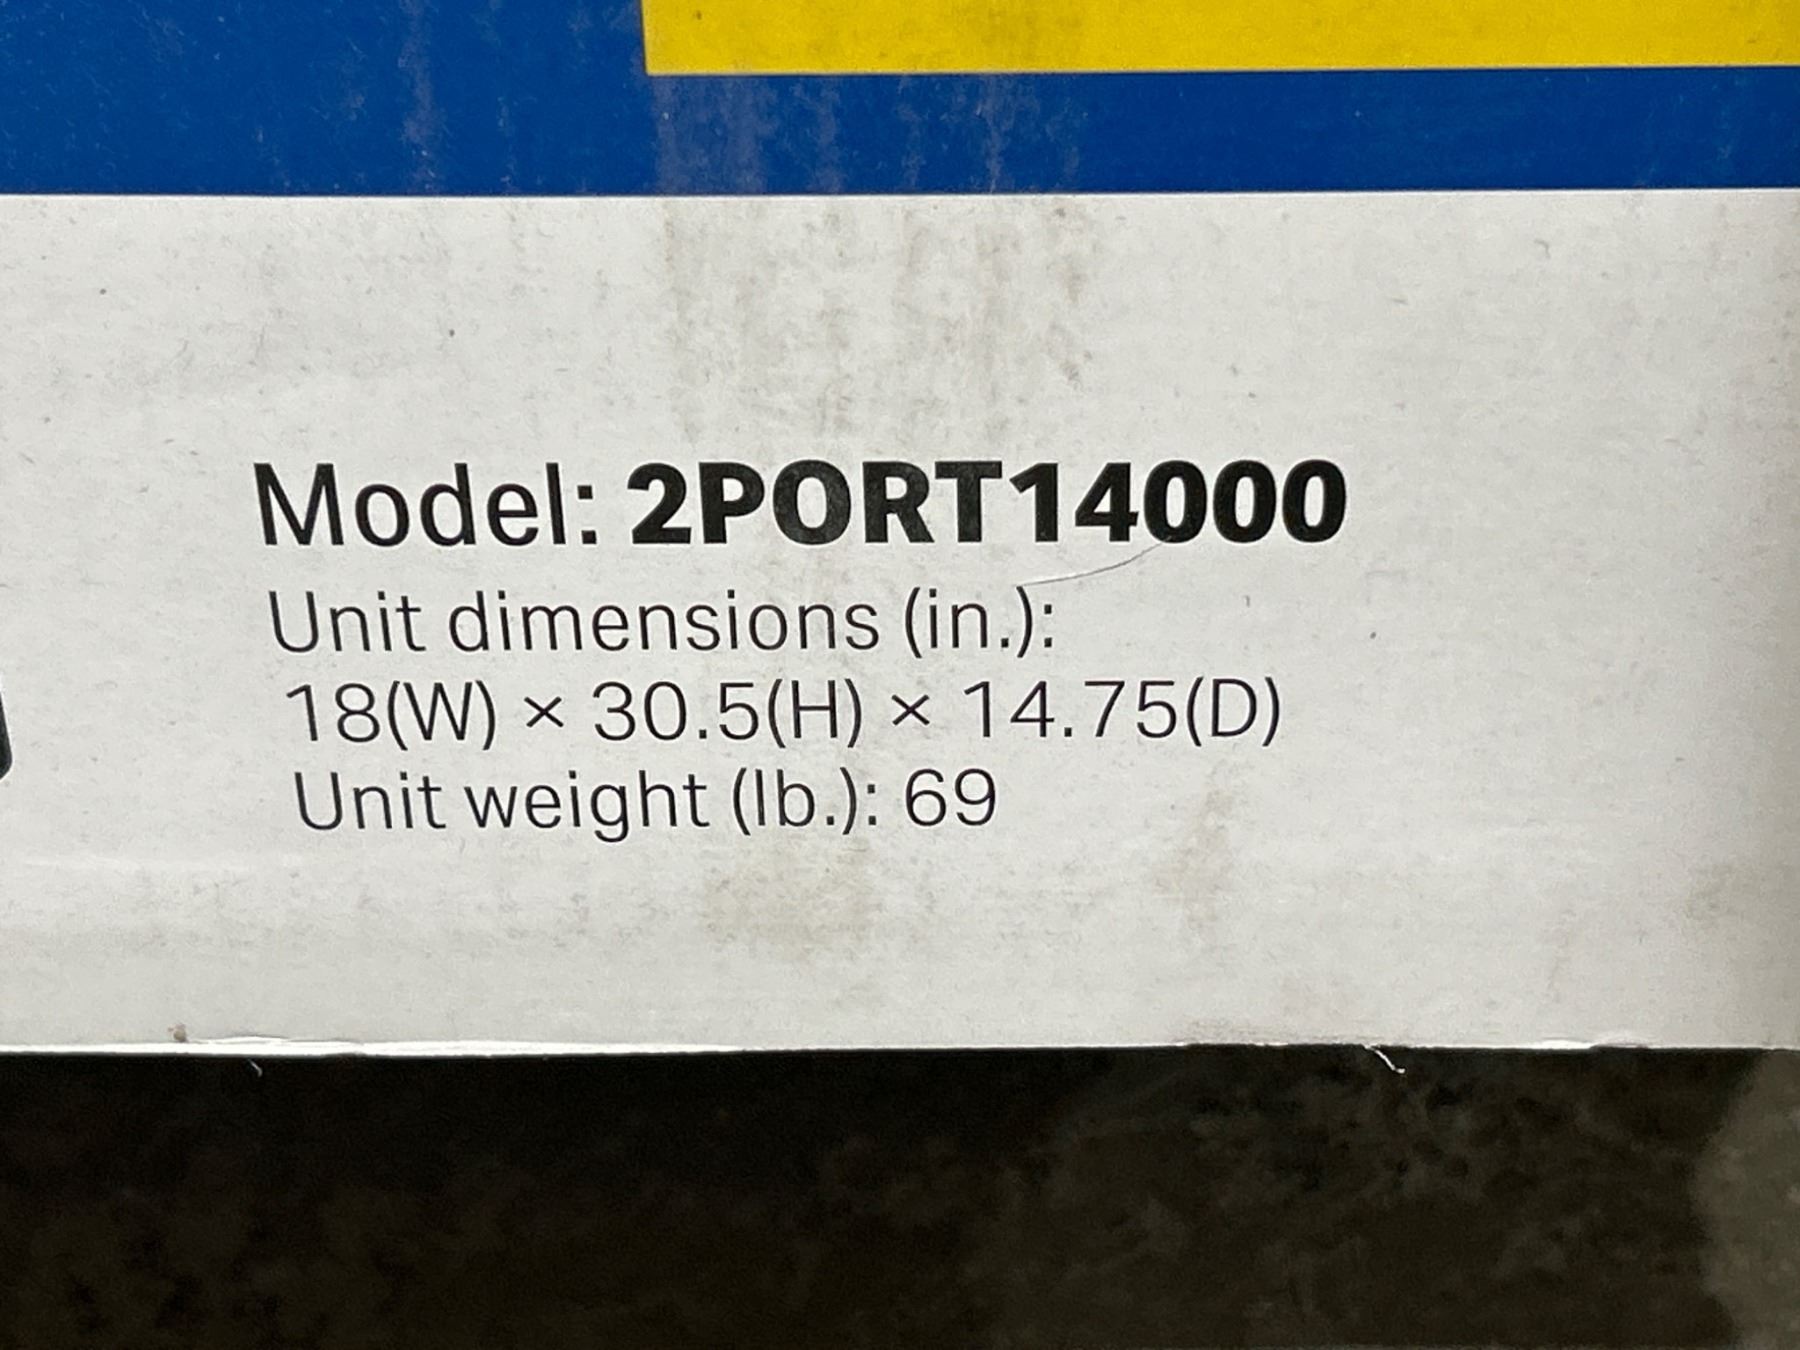 Model: 2PORT14000
Unit dimensions (in.):
18(W) × 30.5(H) × 14.75(D)
Unit weight (lb.): 69